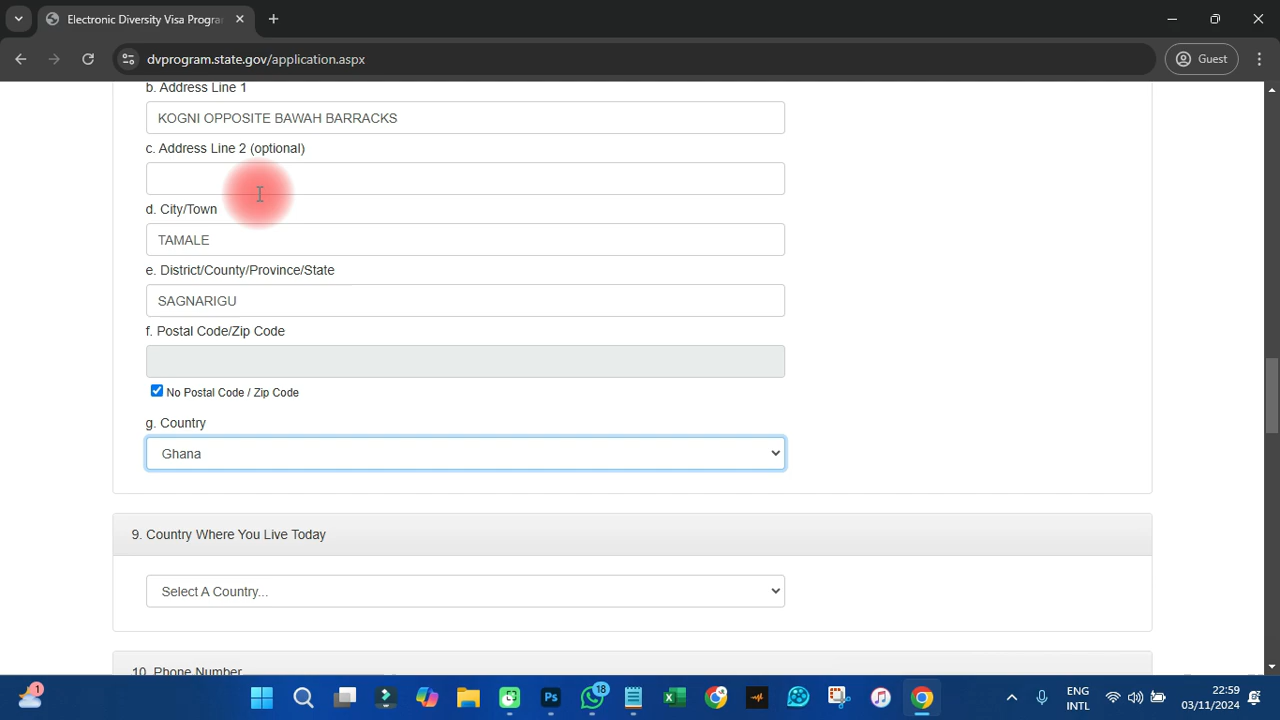 Electronic Diversity Visa Progra
dvprogram.state.gov/application.aspx
Guest
b. Address Line 1
KOGNI OPPOSITE BAWAH BARRACKS
c. Address Line 2 (optional)
d. City/Town
TAMALE
e. District/County/Province/State
SAGNARIGU
f. Postal Code/Zip Code
No Postal Code / Zip Code
g. Country
Ghana
9. Country Where You Live Today
Select A Country...
10. Phone Number
1
Ps
18
ENG
INTL
22:59
03/11/2024